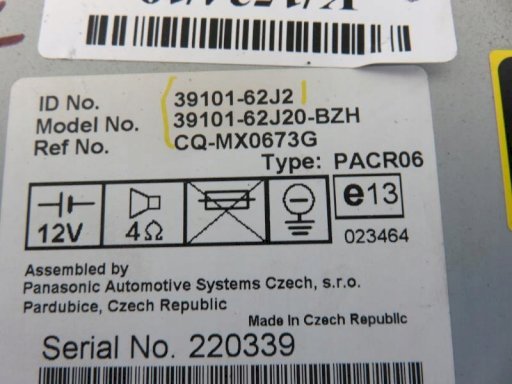 ID No. 39101-62J2
Model No. 39101-62J20-BZH
Ref No. CQ-MX0673G
Type: PACR06
12V
4Ω
e13
023464
Assembled by
Panasonic Automotive Systems Czech, s.r.o.
Pardubice, Czech Republic
Made In Czech Republic
Serial No. 220339